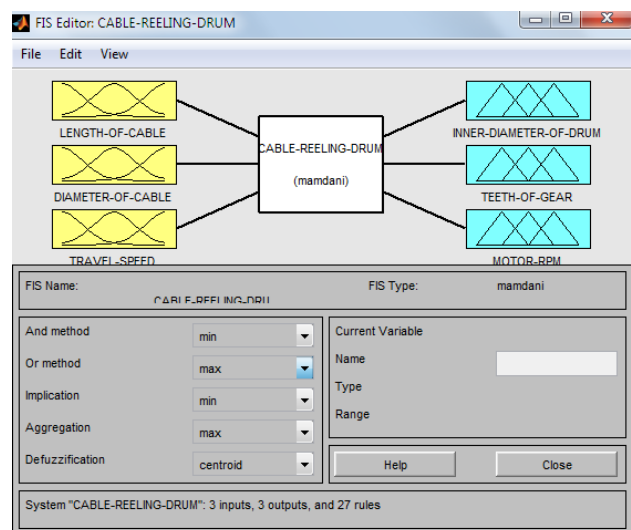 FIS Editor: CABLE-REELING-DRUM
File Edit View
LENGTH-OF-CABLE
INNER-DIAMETER-OF-DRUM
CABLE-REELING-DRUM
(mamdani)
DIAMETER-OF-CABLE
TEETH-OF-GEAR
TRAVEL-SPEED
MOTOR-RPM
FIS Name:
CABLE-REELING-DRU
FIS Type:
mamdani
And method
min
Or method
max
Implication
min
Aggregation
max
Defuzzification
centroid
Current Variable
Name
Type
Range
Help
Close
System "CABLE-REELING-DRUM": 3 inputs, 3 outputs, and 27 rules